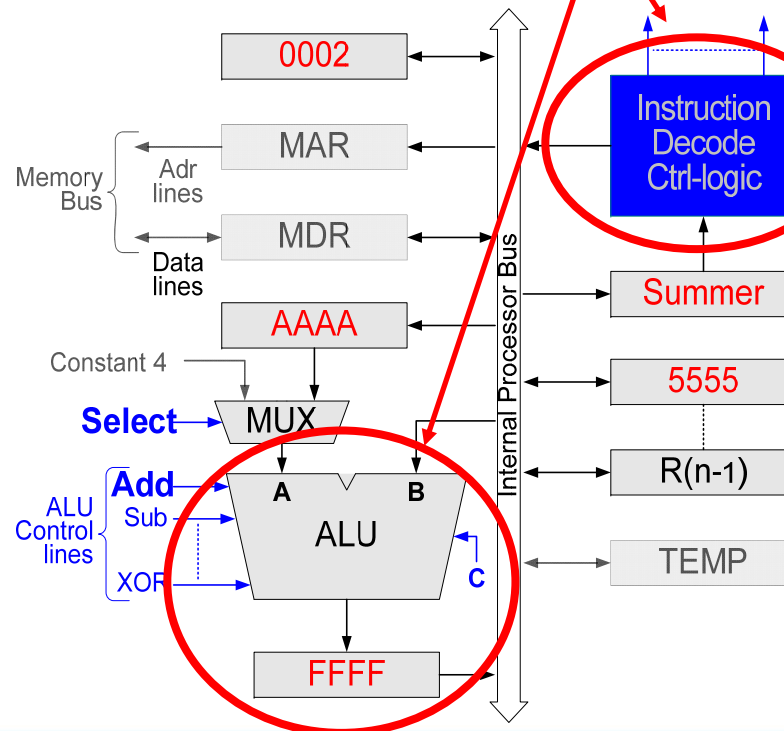 0002
MAR
Memory
Bus
Adr
lines
MDR
Data
lines
AAAA
Constant 4
Select
MUX
ALU
Control
lines
Add
Sub
XOR
A
B
ALU
C
FFFF
Internal Processor Bus
Instruction
Decode
Ctrl-logic
Summer
5555
R(n-1)
TEMP